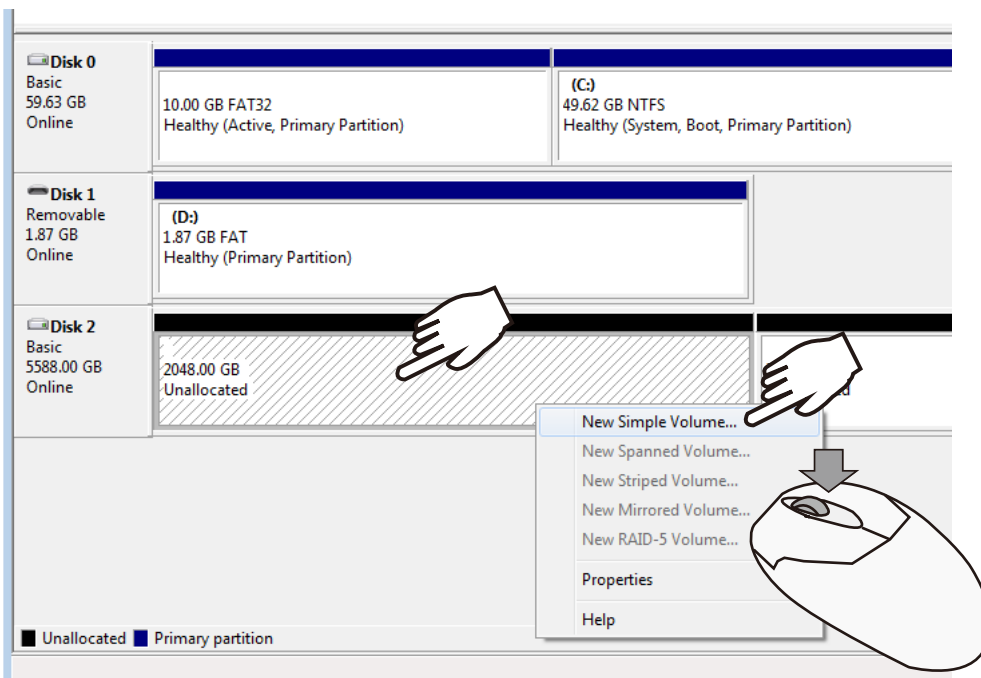 Disk 0
Basic
59.63 GB
Online
10.00 GB FAT32
Healthy (Active, Primary Partition)
(C:)
49.62 GB NTFS
Healthy (System, Boot, Primary Partition)
Disk 1
Removable
1.87 GB
Online
(D:)
1.87 GB FAT
Healthy (Primary Partition)
Disk 2
Basic
5588.00 GB
Online
2048.00 GB
Unallocated
New Simple Volume...
New Spanned Volume...
New Striped Volume...
New Mirrored Volume...
New RAID-5 Volume...
Properties
Help
Unallocated
Primary partition